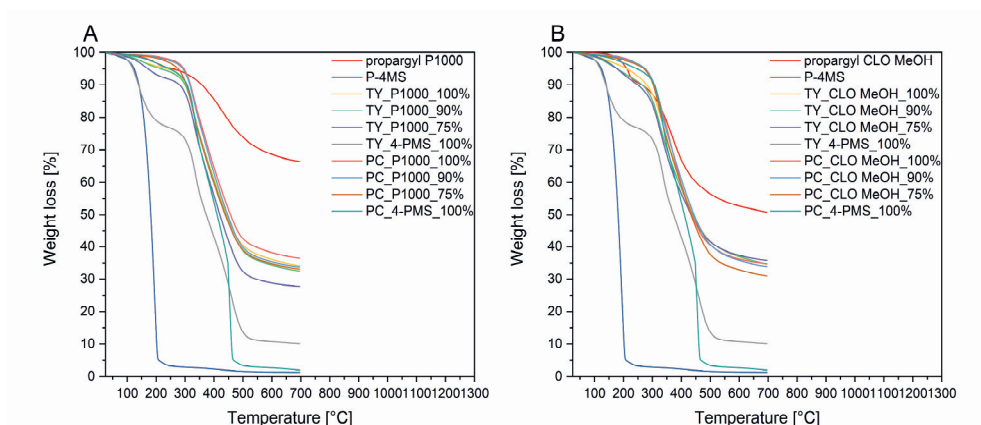 A
B
100
90
80
70
60
50
40
30
20
10
0
Weight loss [%]
propargyl P1000
P-4MS
TY_P1000_100%
TY_P1000_90%
TY_P1000_75%
TY_4-PMS_100%
PC_P1000_100%
PC_P1000_90%
PC_P1000_75%
PC_4-PMS_100%
100 200 300 400 500 600 700 800 900 1000 1100 1200 1300
Temperature [°C]
100
90
80
70
60
50
40
30
20
10
0
Weight loss [%]
propargyl CLO MeOH
P-4MS
TY_CLO MeOH_100%
TY_CLO MeOH_90%
TY_CLO MeOH_75%
TY_4-PMS_100%
PC_CLO MeOH_100%
PC_CLO MeOH_90%
PC_CLO MeOH_75%
PC_4-PMS_100%
100 200 300 400 500 600 700 800 900 1000 1100 1200 1300
Temperature [°C]